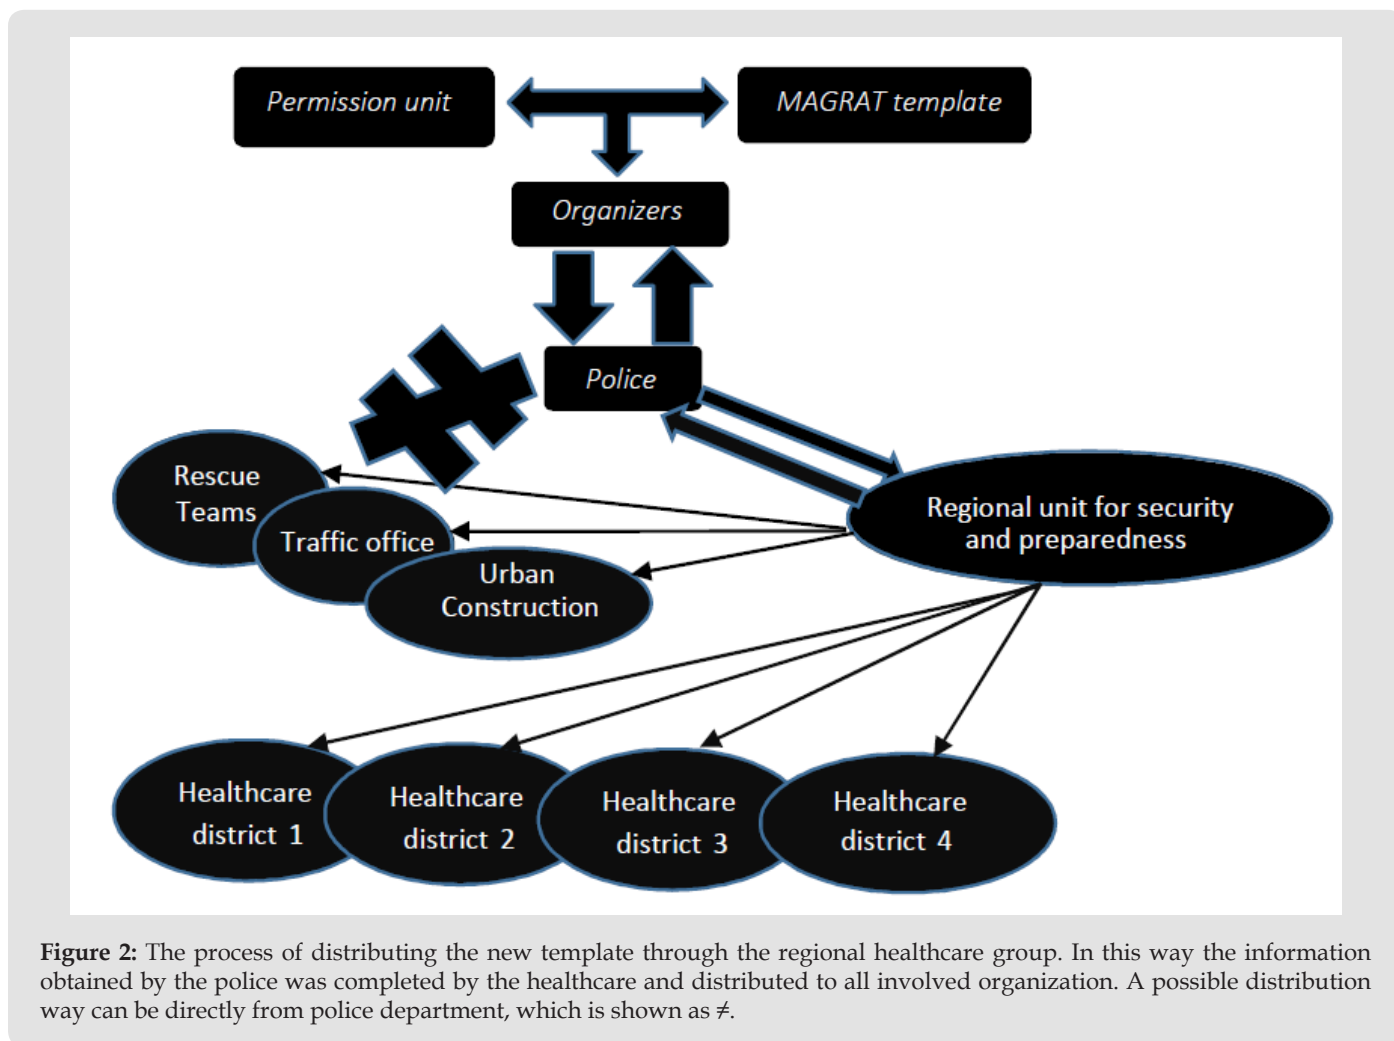 Permission unit
MAGRAT template
Organizers
Police
Rescue
Teams
Traffic office
Urban
Construction
Regional unit for security
and preparedness
Healthcare
district 1
Healthcare
district 2
Healthcare
district 3
Healthcare
district 4
Figure 2: The process of distributing the new template through the regional healthcare group. In this way the information
obtained by the police was completed by the healthcare and distributed to all involved organization. A possible distribution
way can be directly from police department, which is shown as ≠.